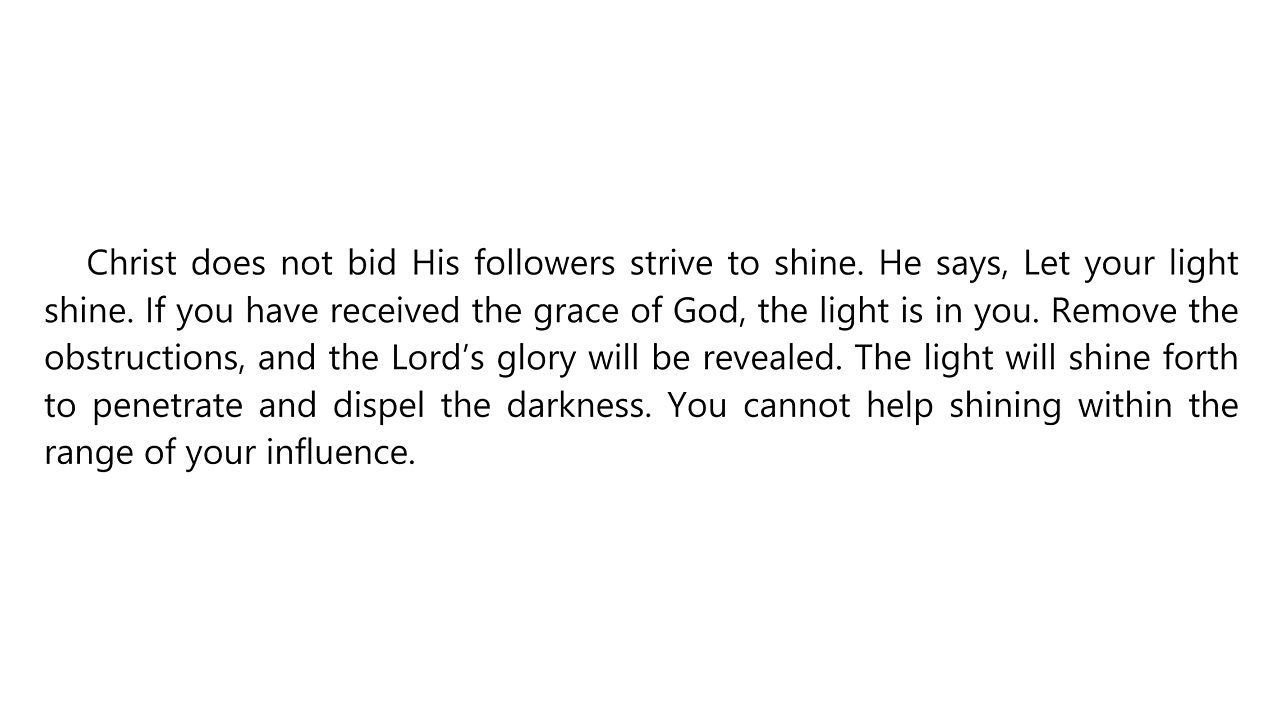 Christ does not bid His followers strive to shine. He says, Let your light
shine. If you have received the grace of God, the light is in you. Remove the
obstructions, and the Lord’s glory will be revealed. The light will shine forth
to penetrate and dispel the darkness. You cannot help shining within the
range of your influence.